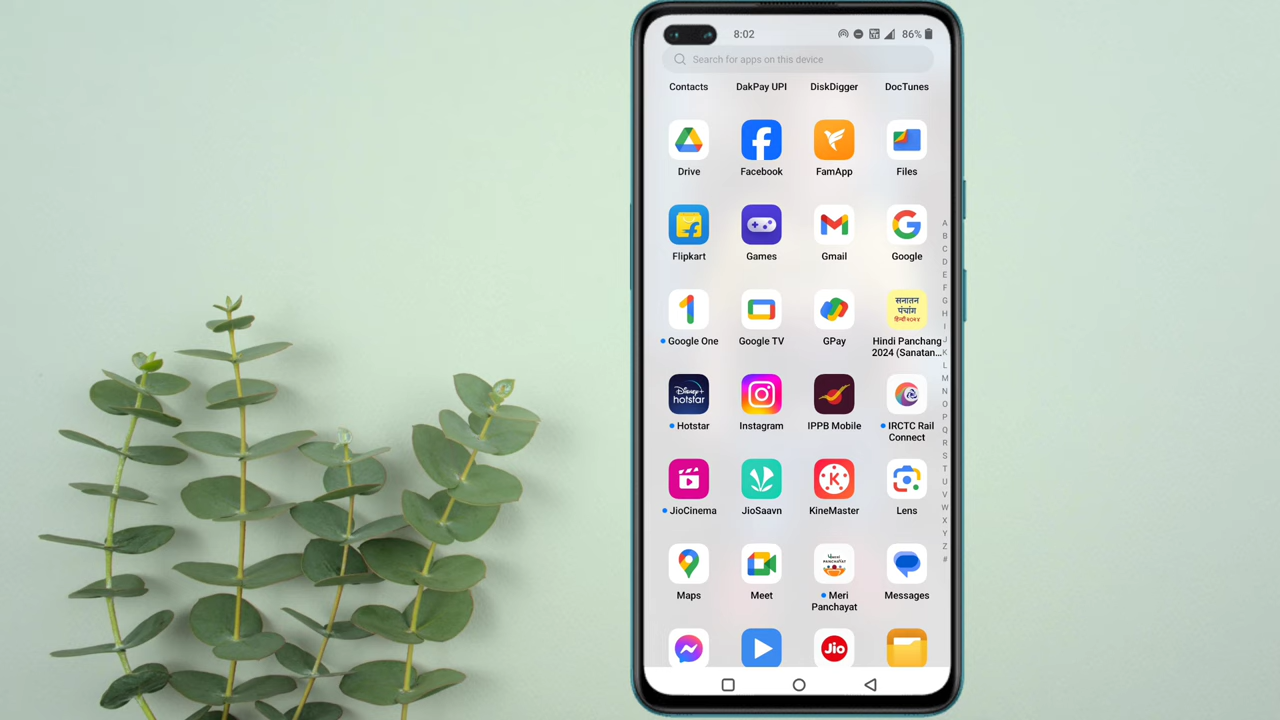 8:02
86%
Search for apps on this device
Contacts
DakPay UPI
DiskDigger
DocTunes
Drive
Facebook
FamApp
Files
Flipkart
Games
Gmail
Google
सनातन
पंचांग
हिन्दी २०२४
Google One
Google TV
GPay
Hindi Panchang
2024 (Sanatan...
Disney+
hotstar
Hotstar
Instagram
IPPB Mobile
IRCTC Rail
Connect
K
JioCinema
JioSaavn
KineMaster
Lens
PANCHAYAT
Maps
Meet
Meri
Panchayat
Messages
Jio
A
B
C
D
E
F
G
H
I
J
K
L
M
N
O
P
Q
R
S
T
U
V
W
X
Y
Z
#